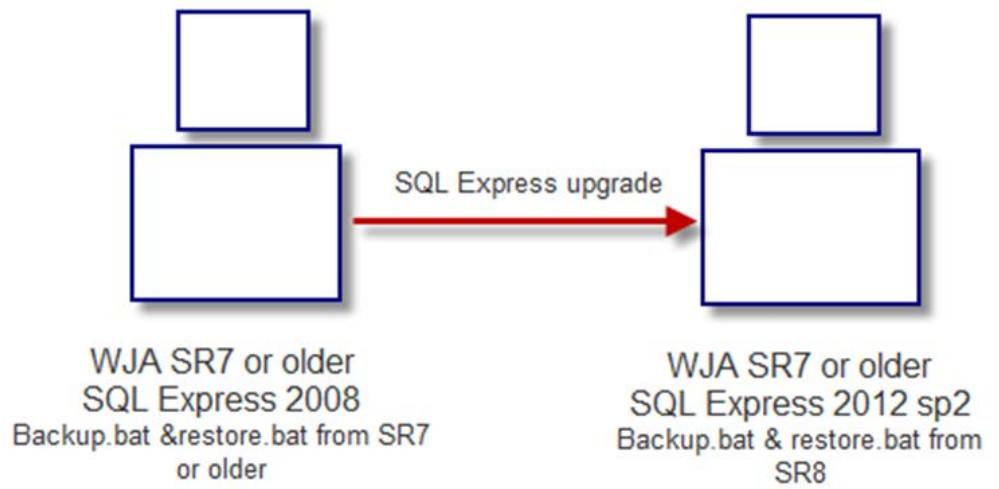 SQL Express upgrade
WJA SR7 or older
SQL Express 2008
Backup.bat &restore.bat from SR7
or older
WJA SR7 or older
SQL Express 2012 sp2
Backup.bat & restore.bat from
SR8